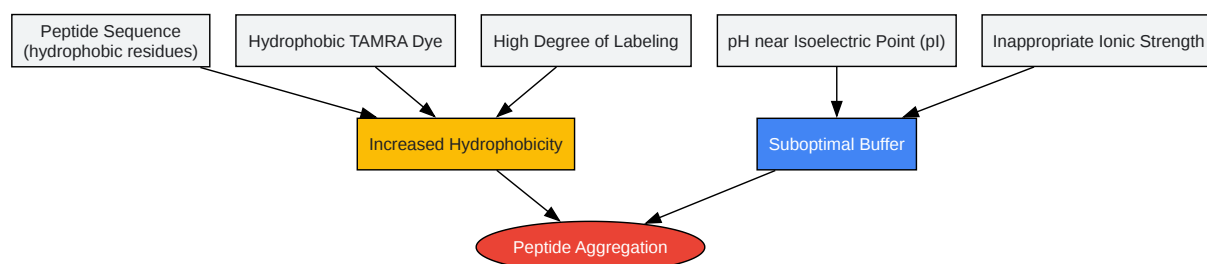 Peptide Sequence
(hydrophobic residues)
Hydrophobic TAMRA Dye
High Degree of Labeling
pH near Isoelectric Point (pI)
Inappropriate Ionic Strength
Increased Hydrophobicity
Suboptimal Buffer
Peptide Aggregation